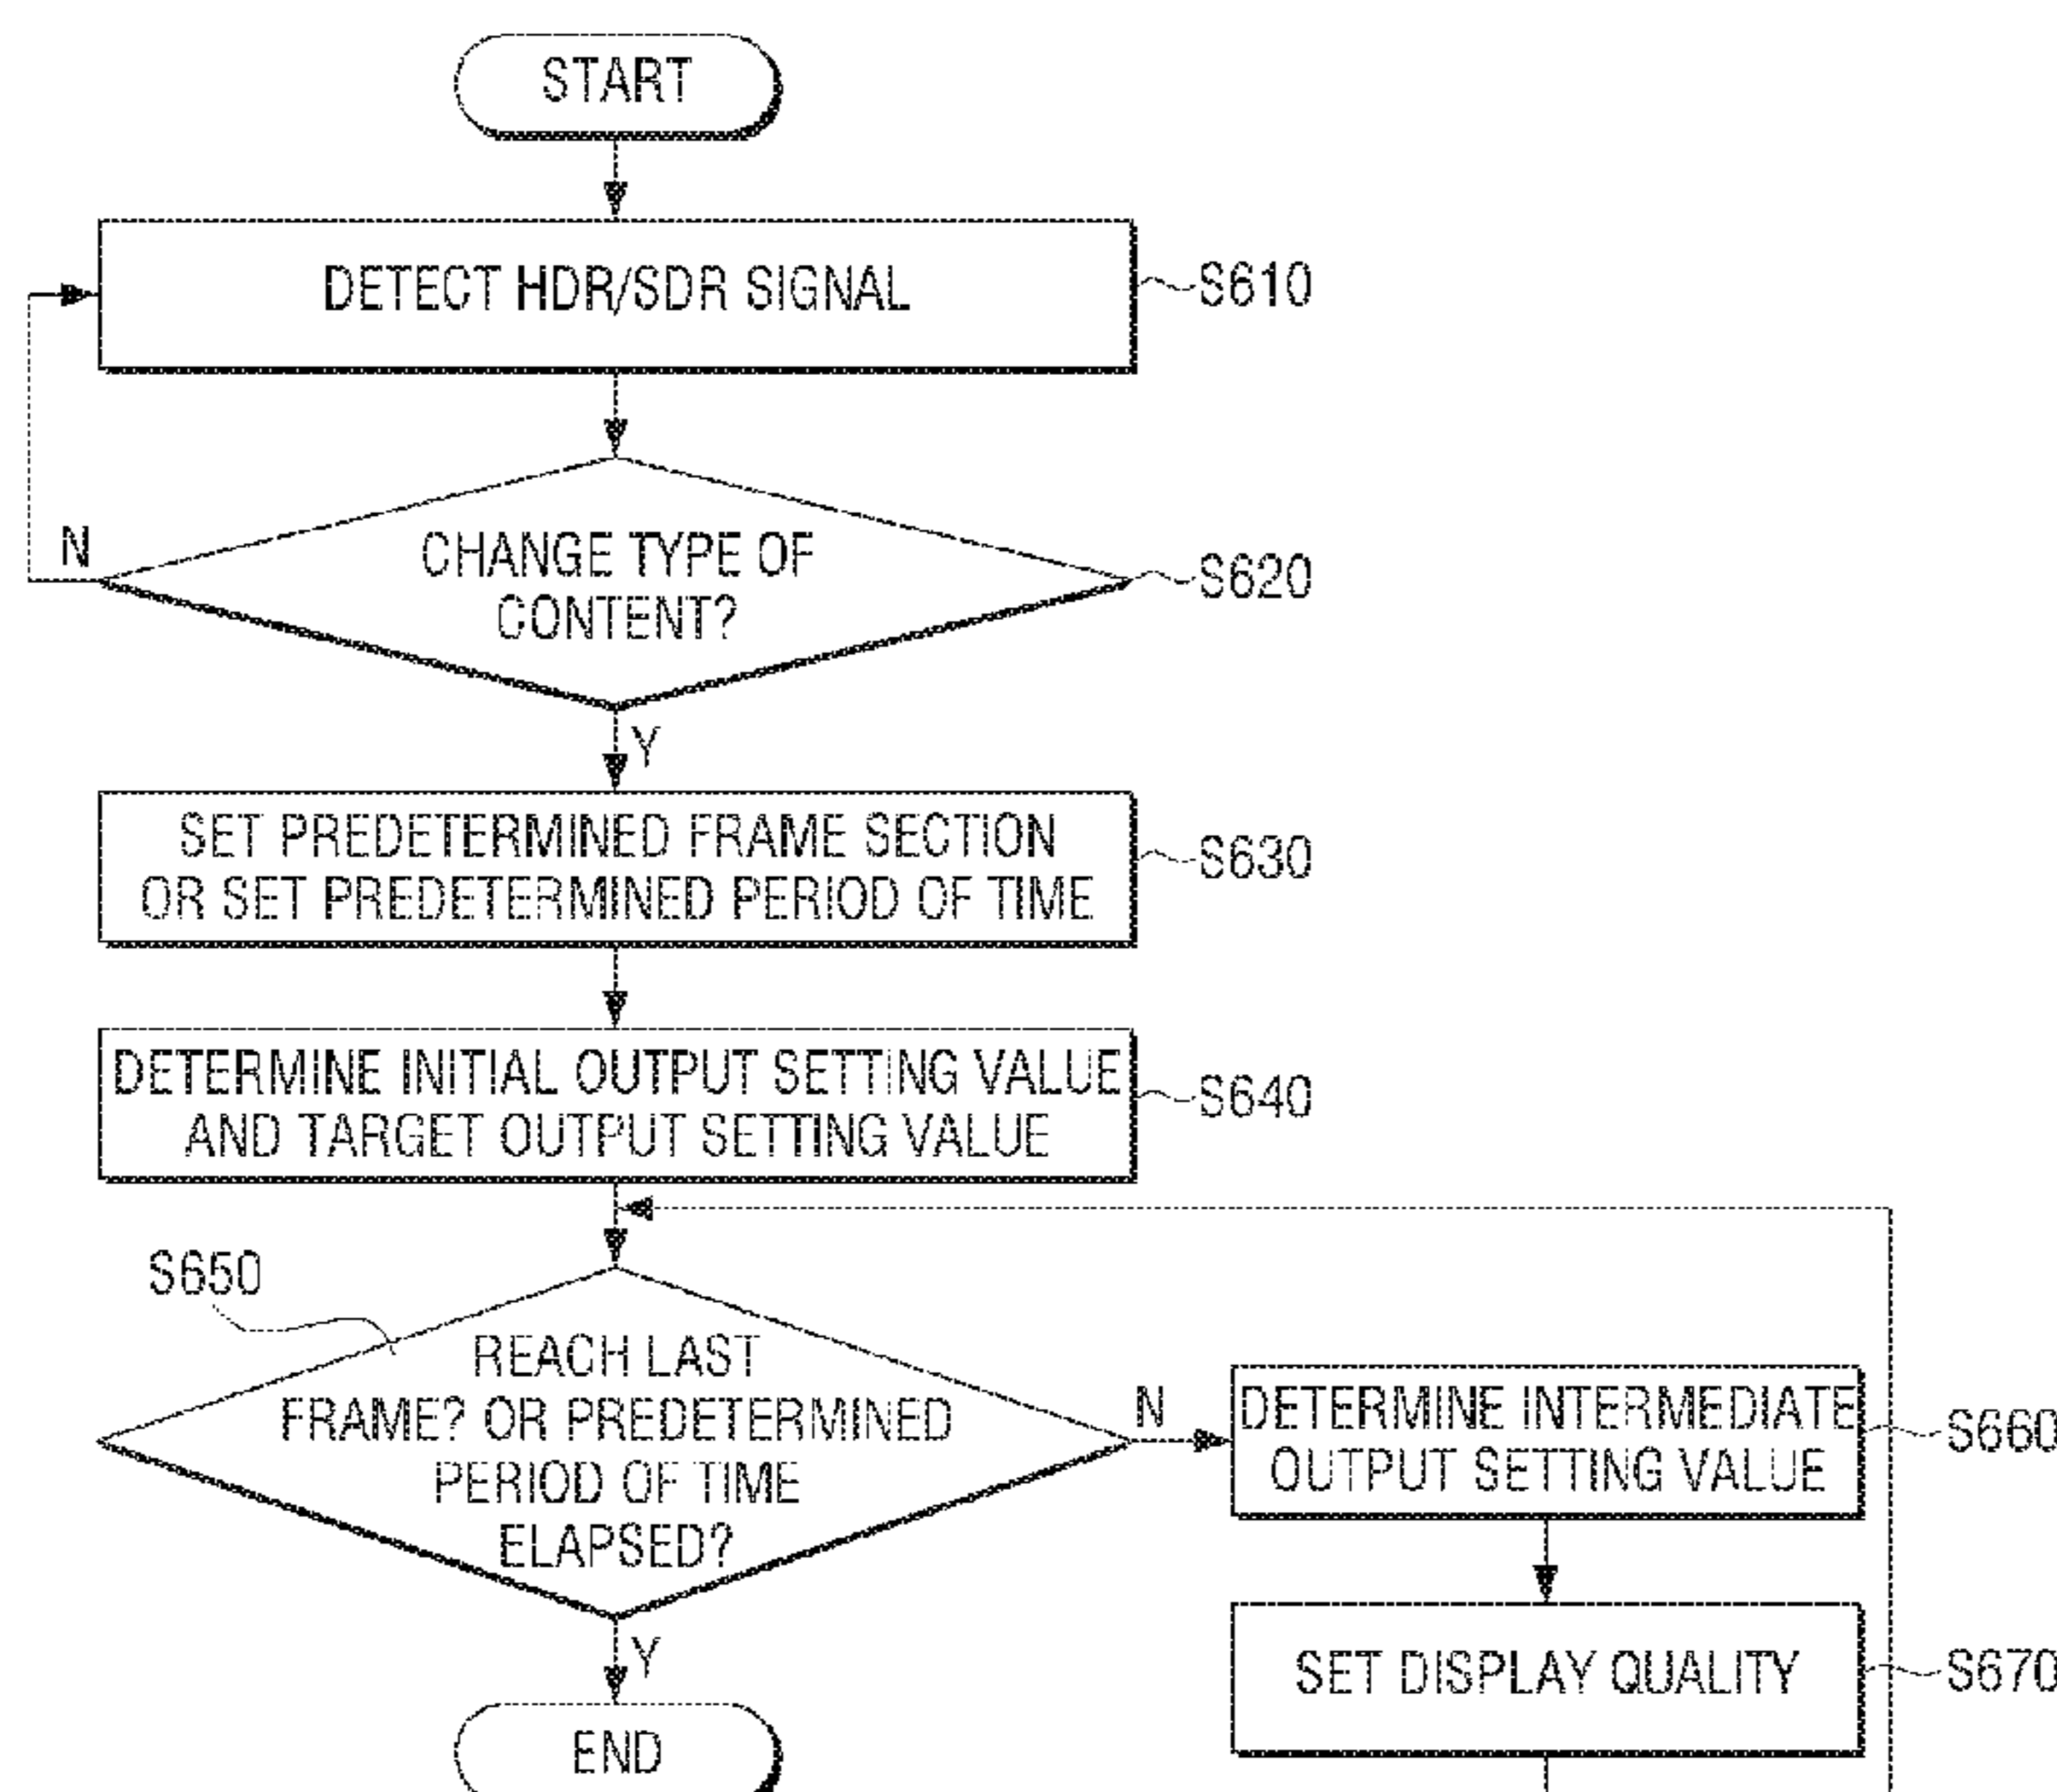 START
DETECT HDR/SDR SIGNAL
S610
N
CHANGE TYPE OF
CONTENT?
S620
Y
SET PREDETERMINED FRAME SECTION
OR SET PREDETERMINED PERIOD OF TIME
S630
DETERMINE INITIAL OUTPUT SETTING VALUE
AND TARGET OUTPUT SETTING VALUE
S640
S650
REACH LAST
FRAME? OR PREDETERMINED
PERIOD OF TIME
ELAPSED?
N
DETERMINE INTERMEDIATE
OUTPUT SETTING VALUE
S660
Y
SET DISPLAY QUALITY
S670
END